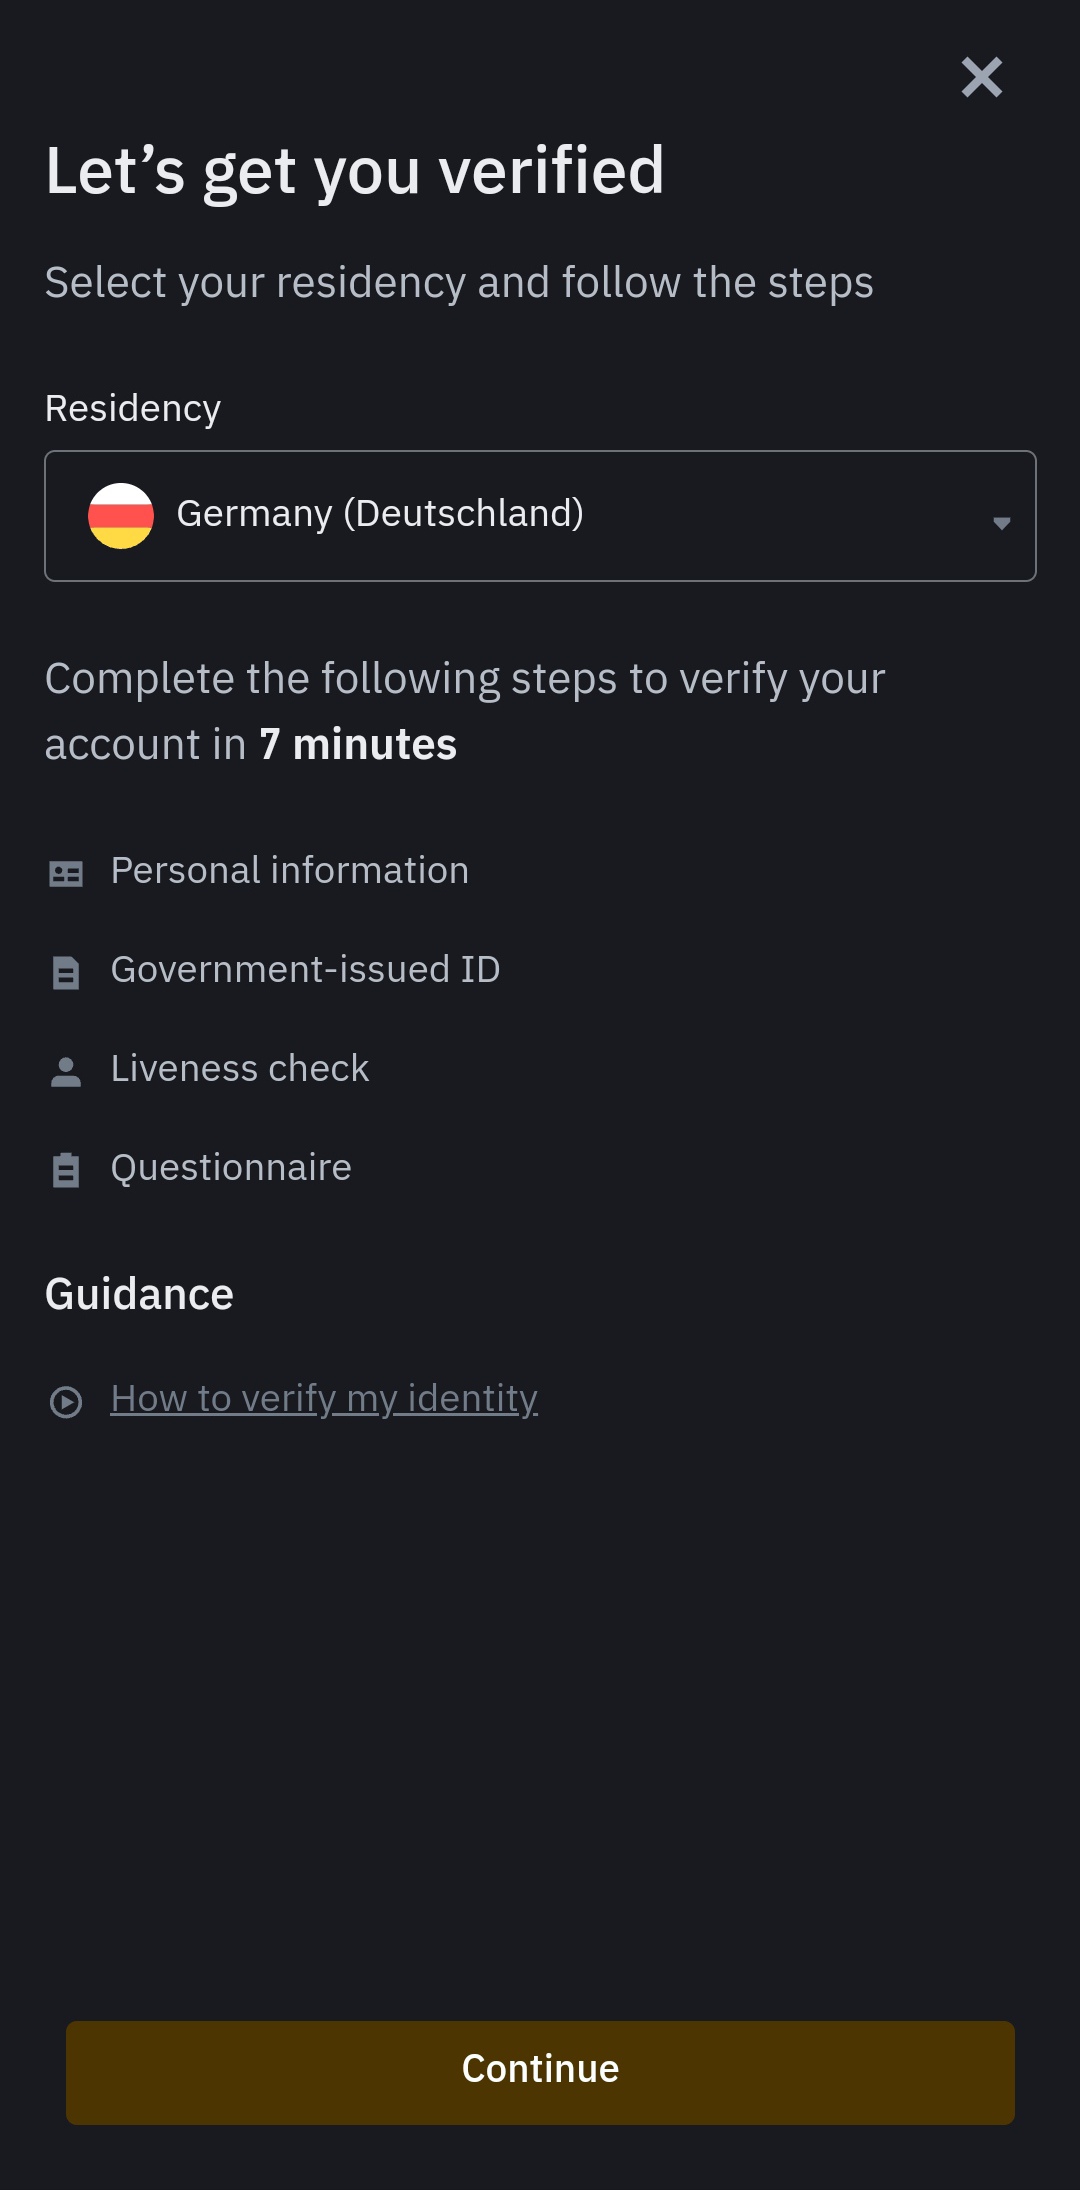 Let’s get you verified
Select your residency and follow the steps
Residency
Germany (Deutschland)
Complete the following steps to verify your
account in 7 minutes
Personal information
Government-issued ID
Liveness check
Questionnaire
Guidance
How to verify my identity
Continue